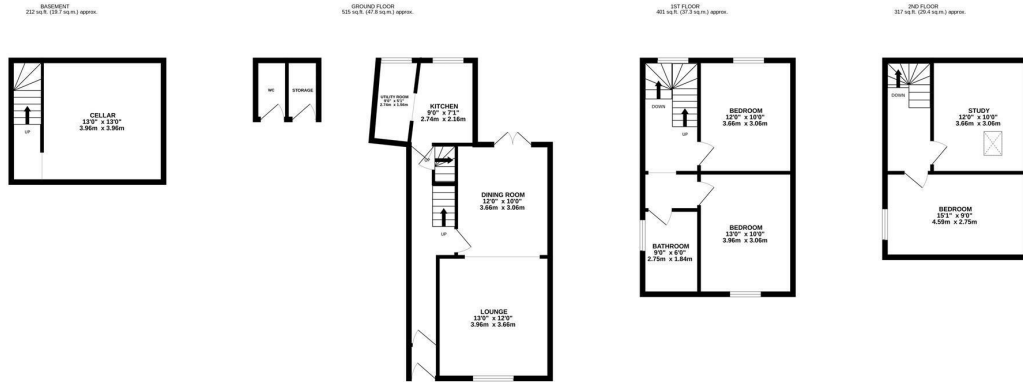 BASEMENT
212 sq.ft. (19.7 sq.m.) approx.
GROUND FLOOR
515 sq.ft. (47.8 sq.m.) approx.
1ST FLOOR
401 sq.ft. (37.3 sq.m.) approx.
2ND FLOOR
317 sq.ft. (29.4 sq.m.) approx.
CELLAR
13'0" x 13'0"
3.96m x 3.96m
UP
WC
STORAGE
UTILITY ROOM
9'0" x 5'1"
KITCHEN
9'0" x 7'1"
2.74m x 2.16m
DINING ROOM
12'0" x 10'0"
3.66m x 3.06m
UP
LOUNGE
13'0" x 12'0"
3.96m x 3.66m
DOWN
UP
BEDROOM
12'0" x 10'0"
3.66m x 3.06m
BEDROOM
13'0" x 10'0"
3.96m x 3.06m
BATHROOM
9'0" x 6'0"
2.75m x 1.84m
DOWN
STUDY
12'0" x 10'0"
3.66m x 3.06m
BEDROOM
15'1" x 9'0"
4.59m x 2.75m